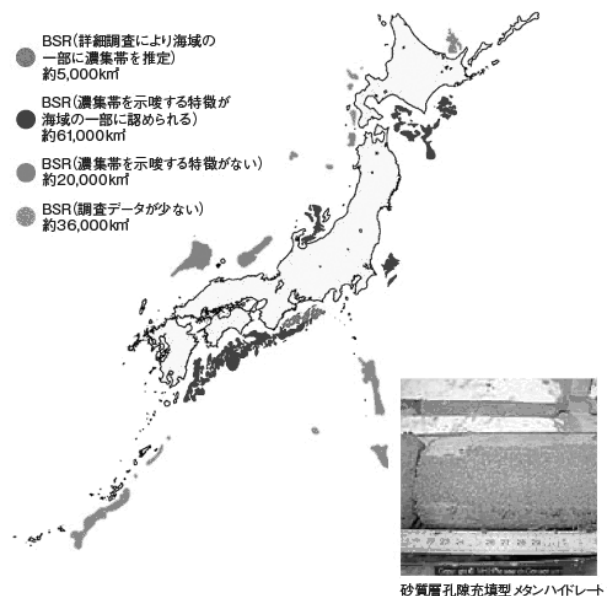 BSR(詳細調査により海域の
一部に濃集帯を推定)
約5,000k㎡
BSR(濃集帯を示唆する特徴が
海域の一部に認められる)
約61,000k㎡
BSR(濃集帯を示唆する特徴がない)
約20,000k㎡
BSR(調査データが少ない)
約36,000k㎡
砂質層孔隙充填型メタンハイドレート